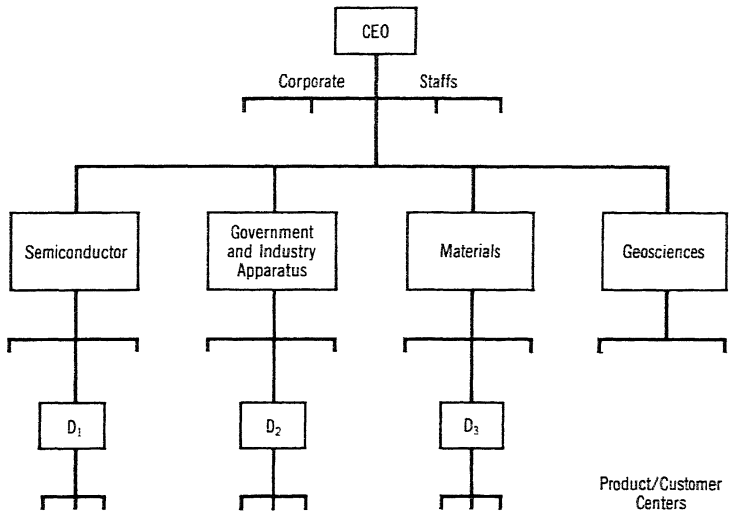 CEO
Corporate Staffs
Semiconductor
Government
and Industry
Apparatus
Materials
Geosciences
D₁
D₂
D₃
Product/Customer
Centers